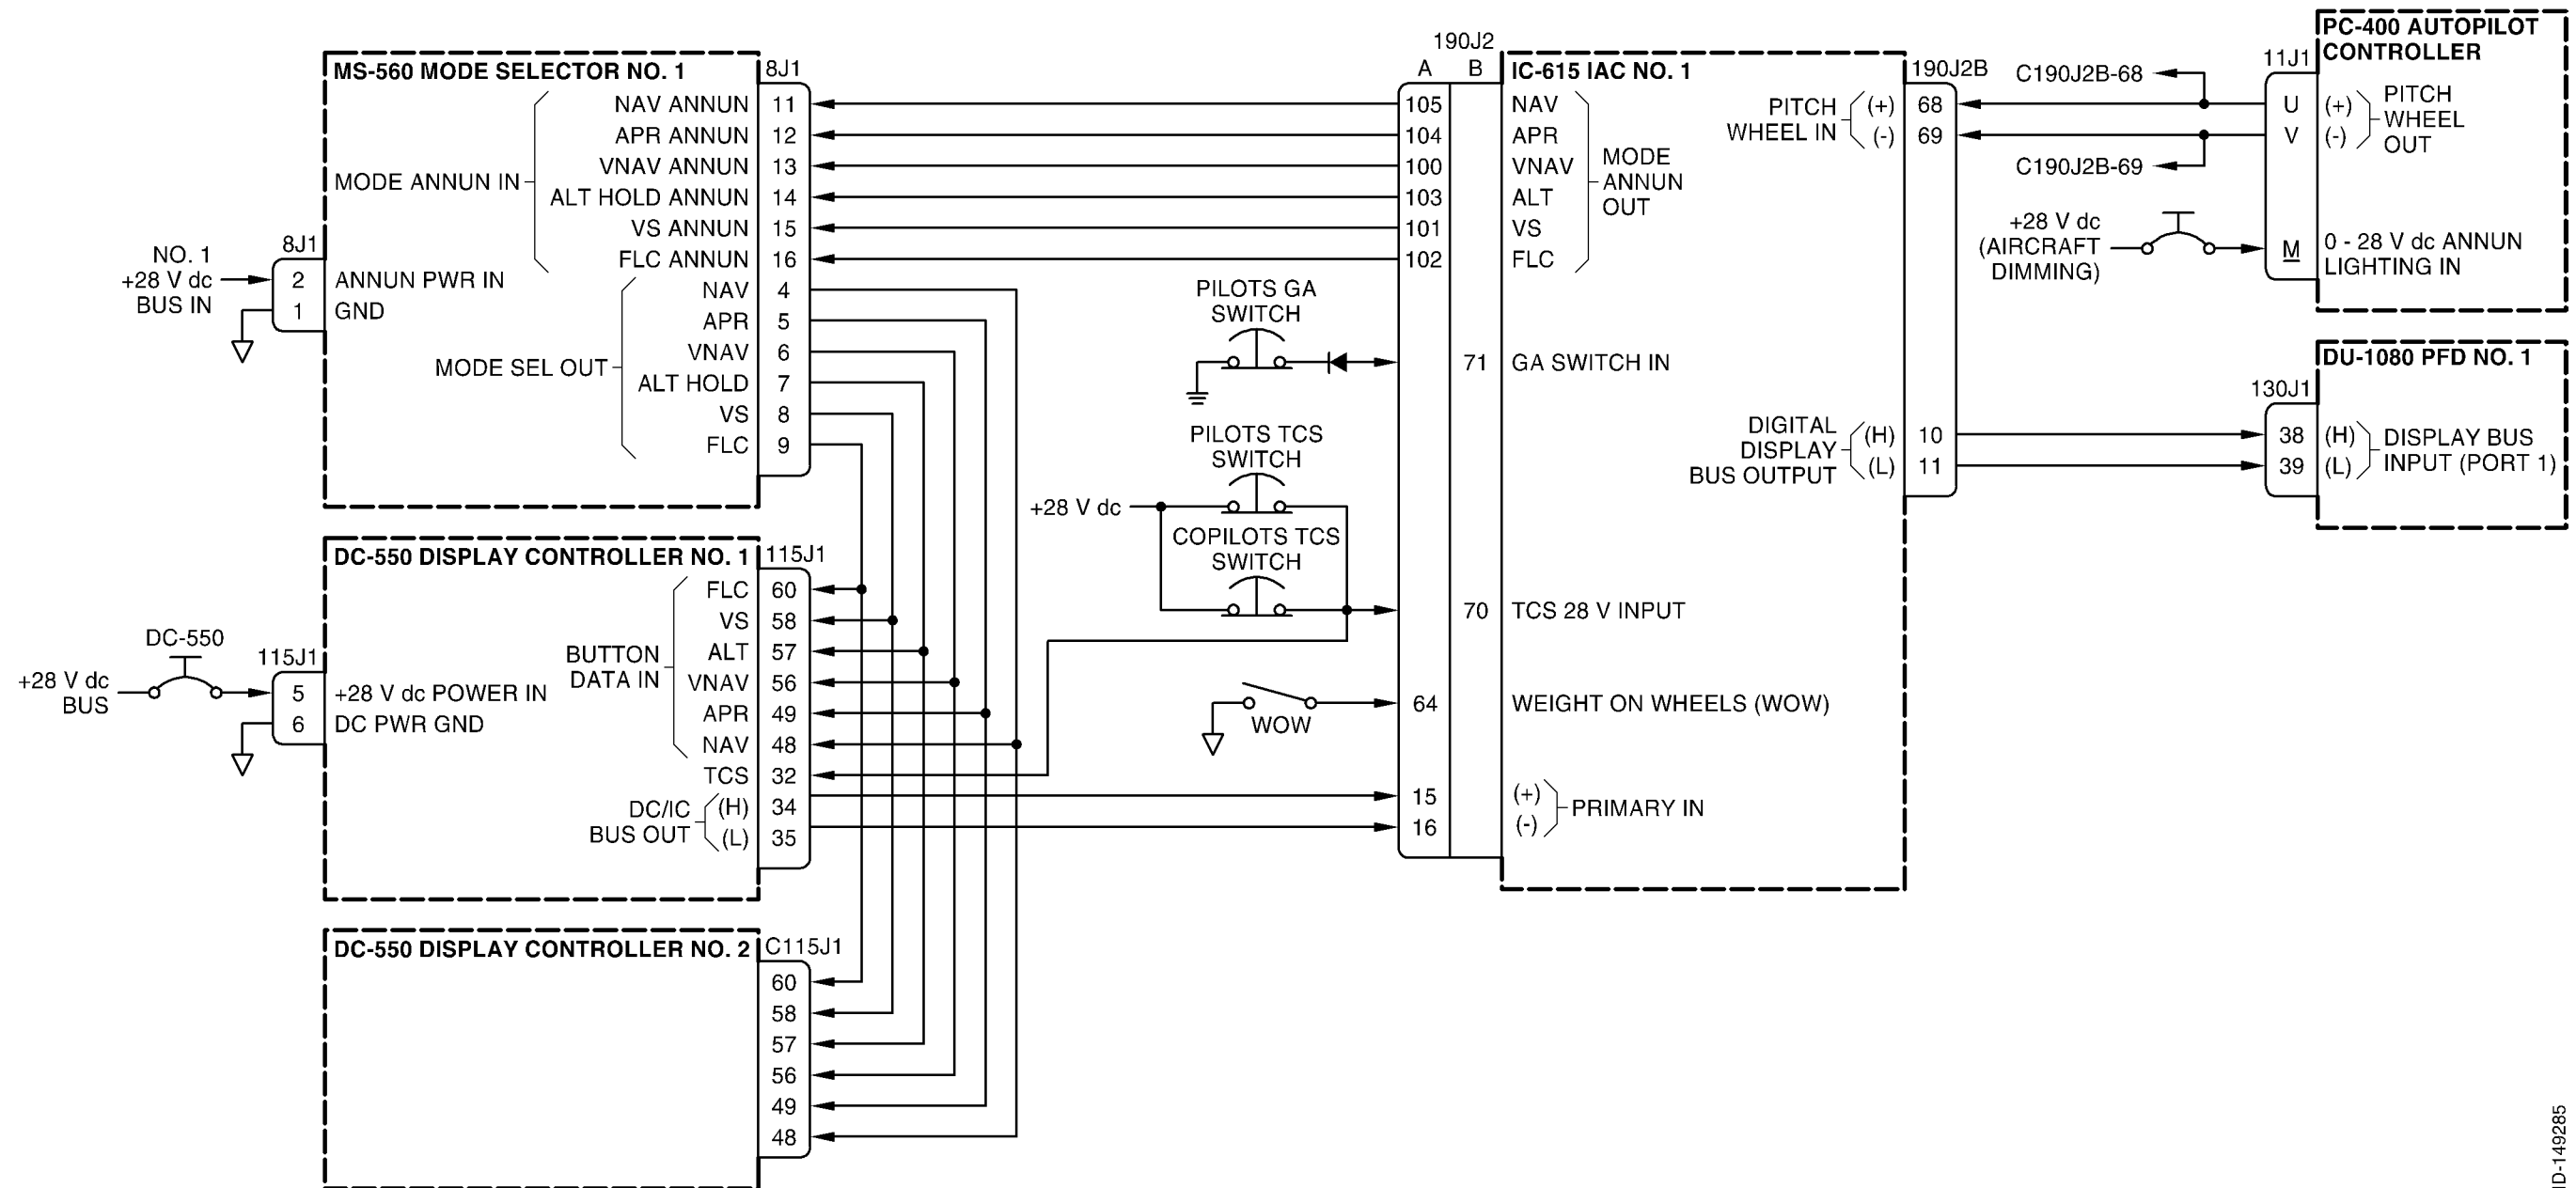 MS-560 MODE SELECTOR NO. 1
8J1
NAV ANNUN 11
APR ANNUN 12
VNAV ANNUN 13
MODE ANNUN IN
ALT HOLD ANNUN 14
VS ANNUN 15
FLC ANNUN 16
NO. 1
+28 V dc
BUS IN
8J1
2 ANNUN PWR IN
1 GND
MODE SEL OUT
NAV 4
APR 5
VNAV 6
ALT HOLD 7
VS 8
FLC 9
DC-550 DISPLAY CONTROLLER NO. 1
115J1
BUTTON
DATA IN
FLC 60
VS 58
ALT 57
VNAV 56
APR 49
NAV 48
TCS 32
DC/IC
BUS OUT
(H) 34
(L) 35
DC-550
+28 V dc
BUS
115J1
5 +28 V dc POWER IN
6 DC PWR GND
DC-550 DISPLAY CONTROLLER NO. 2
C115J1
60
58
57
56
49
48
190J2
A B
IC-615 IAC NO. 1
105 NAV
104 APR
100 VNAV
103 ALT
101 VS
102 FLC
MODE
ANNUN
OUT
PILOTS GA
SWITCH
71 GA SWITCH IN
PILOTS TCS
SWITCH
+28 V dc
COPILOTS TCS
SWITCH
70 TCS 28 V INPUT
WOW
64 WEIGHT ON WHEELS (WOW)
15 (+)
16 (-)
PRIMARY IN
190J2B
PITCH
WHEEL IN
(+) 68
(-) 69
DIGITAL
DISPLAY
BUS OUTPUT
(H) 10
(L) 11
C190J2B-68
C190J2B-69
+28 V dc
(AIRCRAFT
DIMMING)
PC-400 AUTOPILOT
CONTROLLER
11J1
U (+)
V (-)
PITCH
WHEEL
OUT
M 0 - 28 V dc ANNUN
LIGHTING IN
DU-1080 PFD NO. 1
130J1
38 (H)
39 (L)
DISPLAY BUS
INPUT (PORT 1)
ID-149285